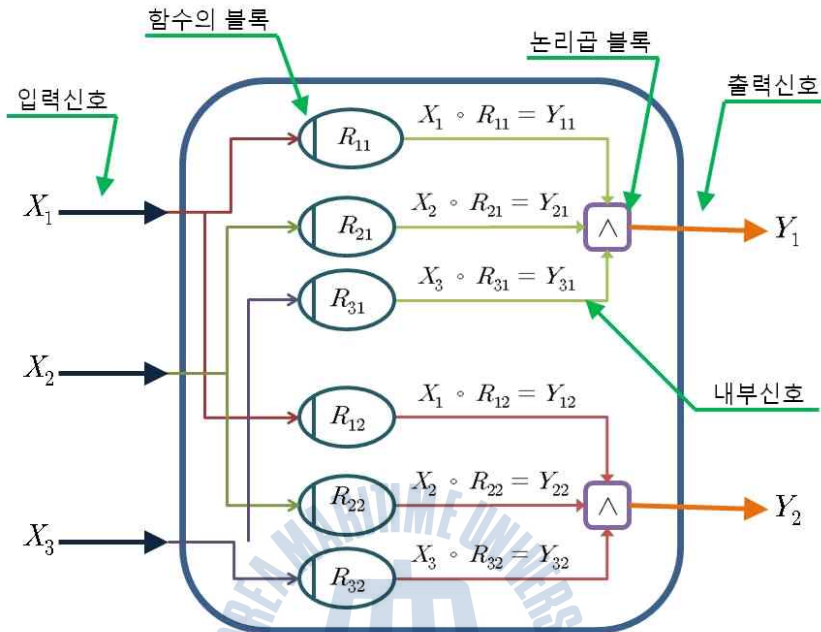 함수의 블록
논리곱 블록
입력신호
출력신호
X₁ ∘ R₁₁ = Y₁₁
R₁₁
X₁
X₂ ∘ R₂₁ = Y₂₁
R₂₁
∧
Y₁
X₃ ∘ R₃₁ = Y₃₁
R₃₁
X₂
내부신호
X₁ ∘ R₁₂ = Y₁₂
R₁₂
X₂ ∘ R₂₂ = Y₂₂
R₂₂
∧
Y₂
X₃
X₃ ∘ R₃₂ = Y₃₂
R₃₂